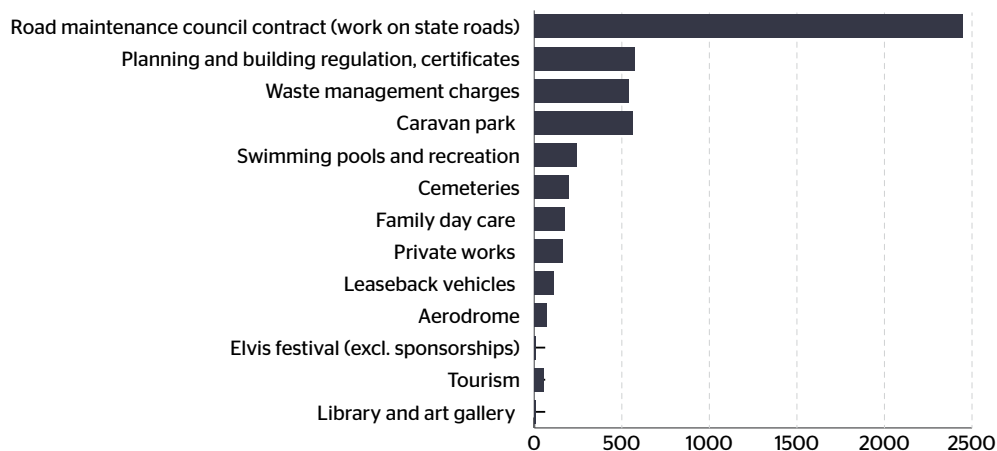 Road maintenance council contract (work on state roads)
Planning and building regulation, certificates
Waste management charges
Caravan park
Swimming pools and recreation
Cemeteries
Family day care
Private works
Leaseback vehicles
Aerodrome
Elvis festival (excl. sponsorships)
Tourism
Library and art gallery
0 500 1000 1500 2000 2500